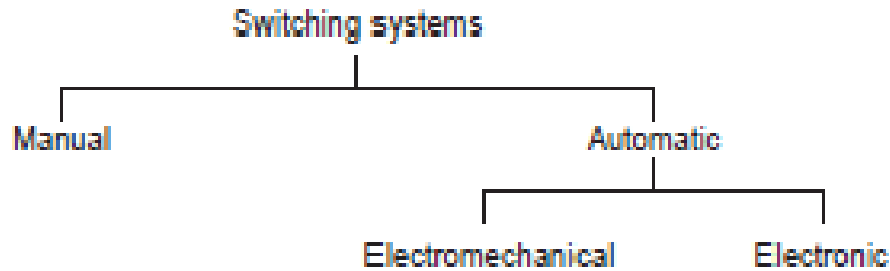 Switching systems
Manual
Automatic
Electromechanical
Electronic